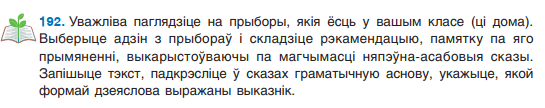 192. Уважліва паглядзіце на прыборы, якія ёсць у вашым класе (ці дома).
Выберыце адзін з прыбораў і складзіце рэкамендацыю, памятку па яго
прымяненні, выкарыстоўваючы па магчымасці няпэўна-асабовыя сказы.
Запішыце тэкст, падкрэсліце ў сказах граматычную аснову, укажыце, якой
формай дзеяслова выражаны выказнік.